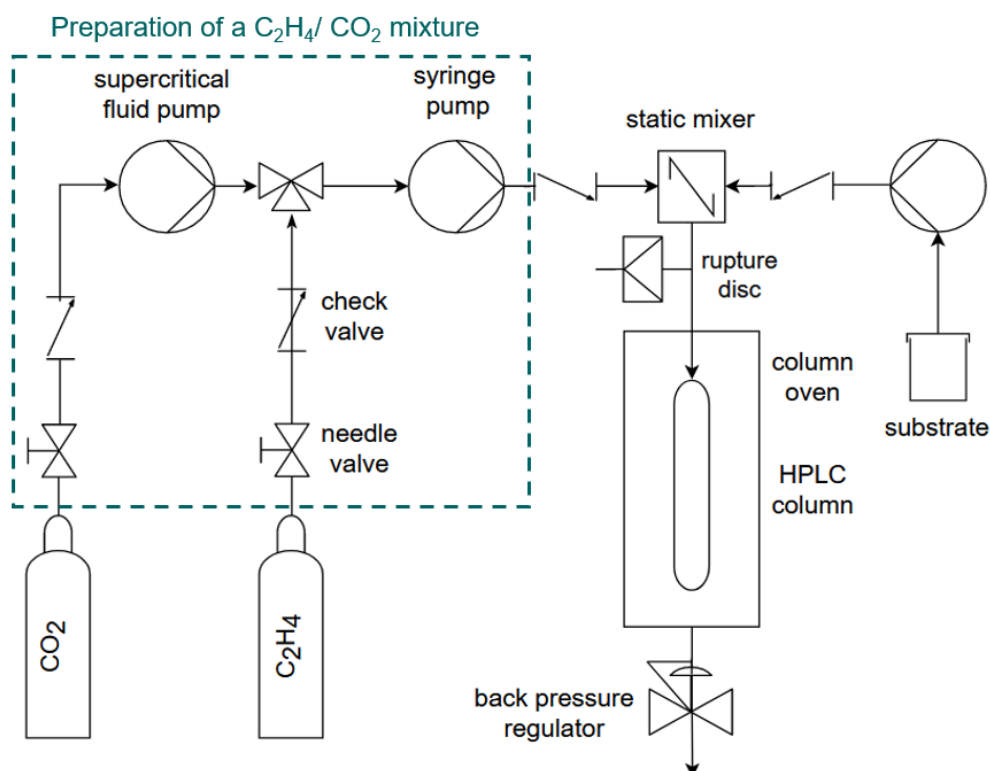 Preparation of a C₂H₄/ CO₂ mixture
supercritical
fluid pump
syringe
pump
static mixer
check
valve
rupture
disc
column
oven
substrate
needle
valve
HPLC
column
CO₂
C₂H₄
back pressure
regulator